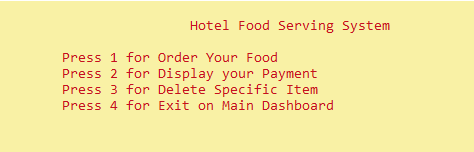 Hotel Food Serving System
Press 1 for Order Your Food
Press 2 for Display your Payment
Press 3 for Delete Specific Item
Press 4 for Exit on Main Dashboard